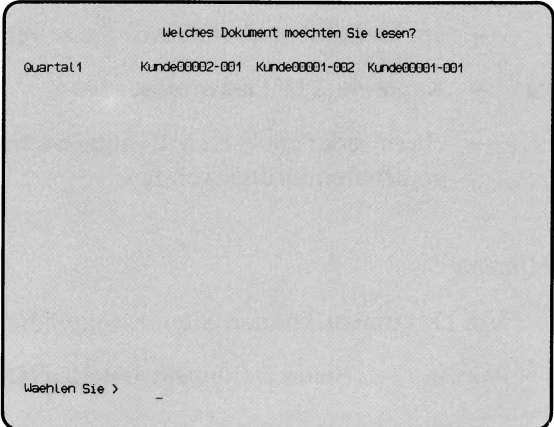 Welches Dokument moechten Sie lesen?
Quartal1 Kunde00002-001 Kunde00001-002 Kunde00001-001
Waehlen Sie > _